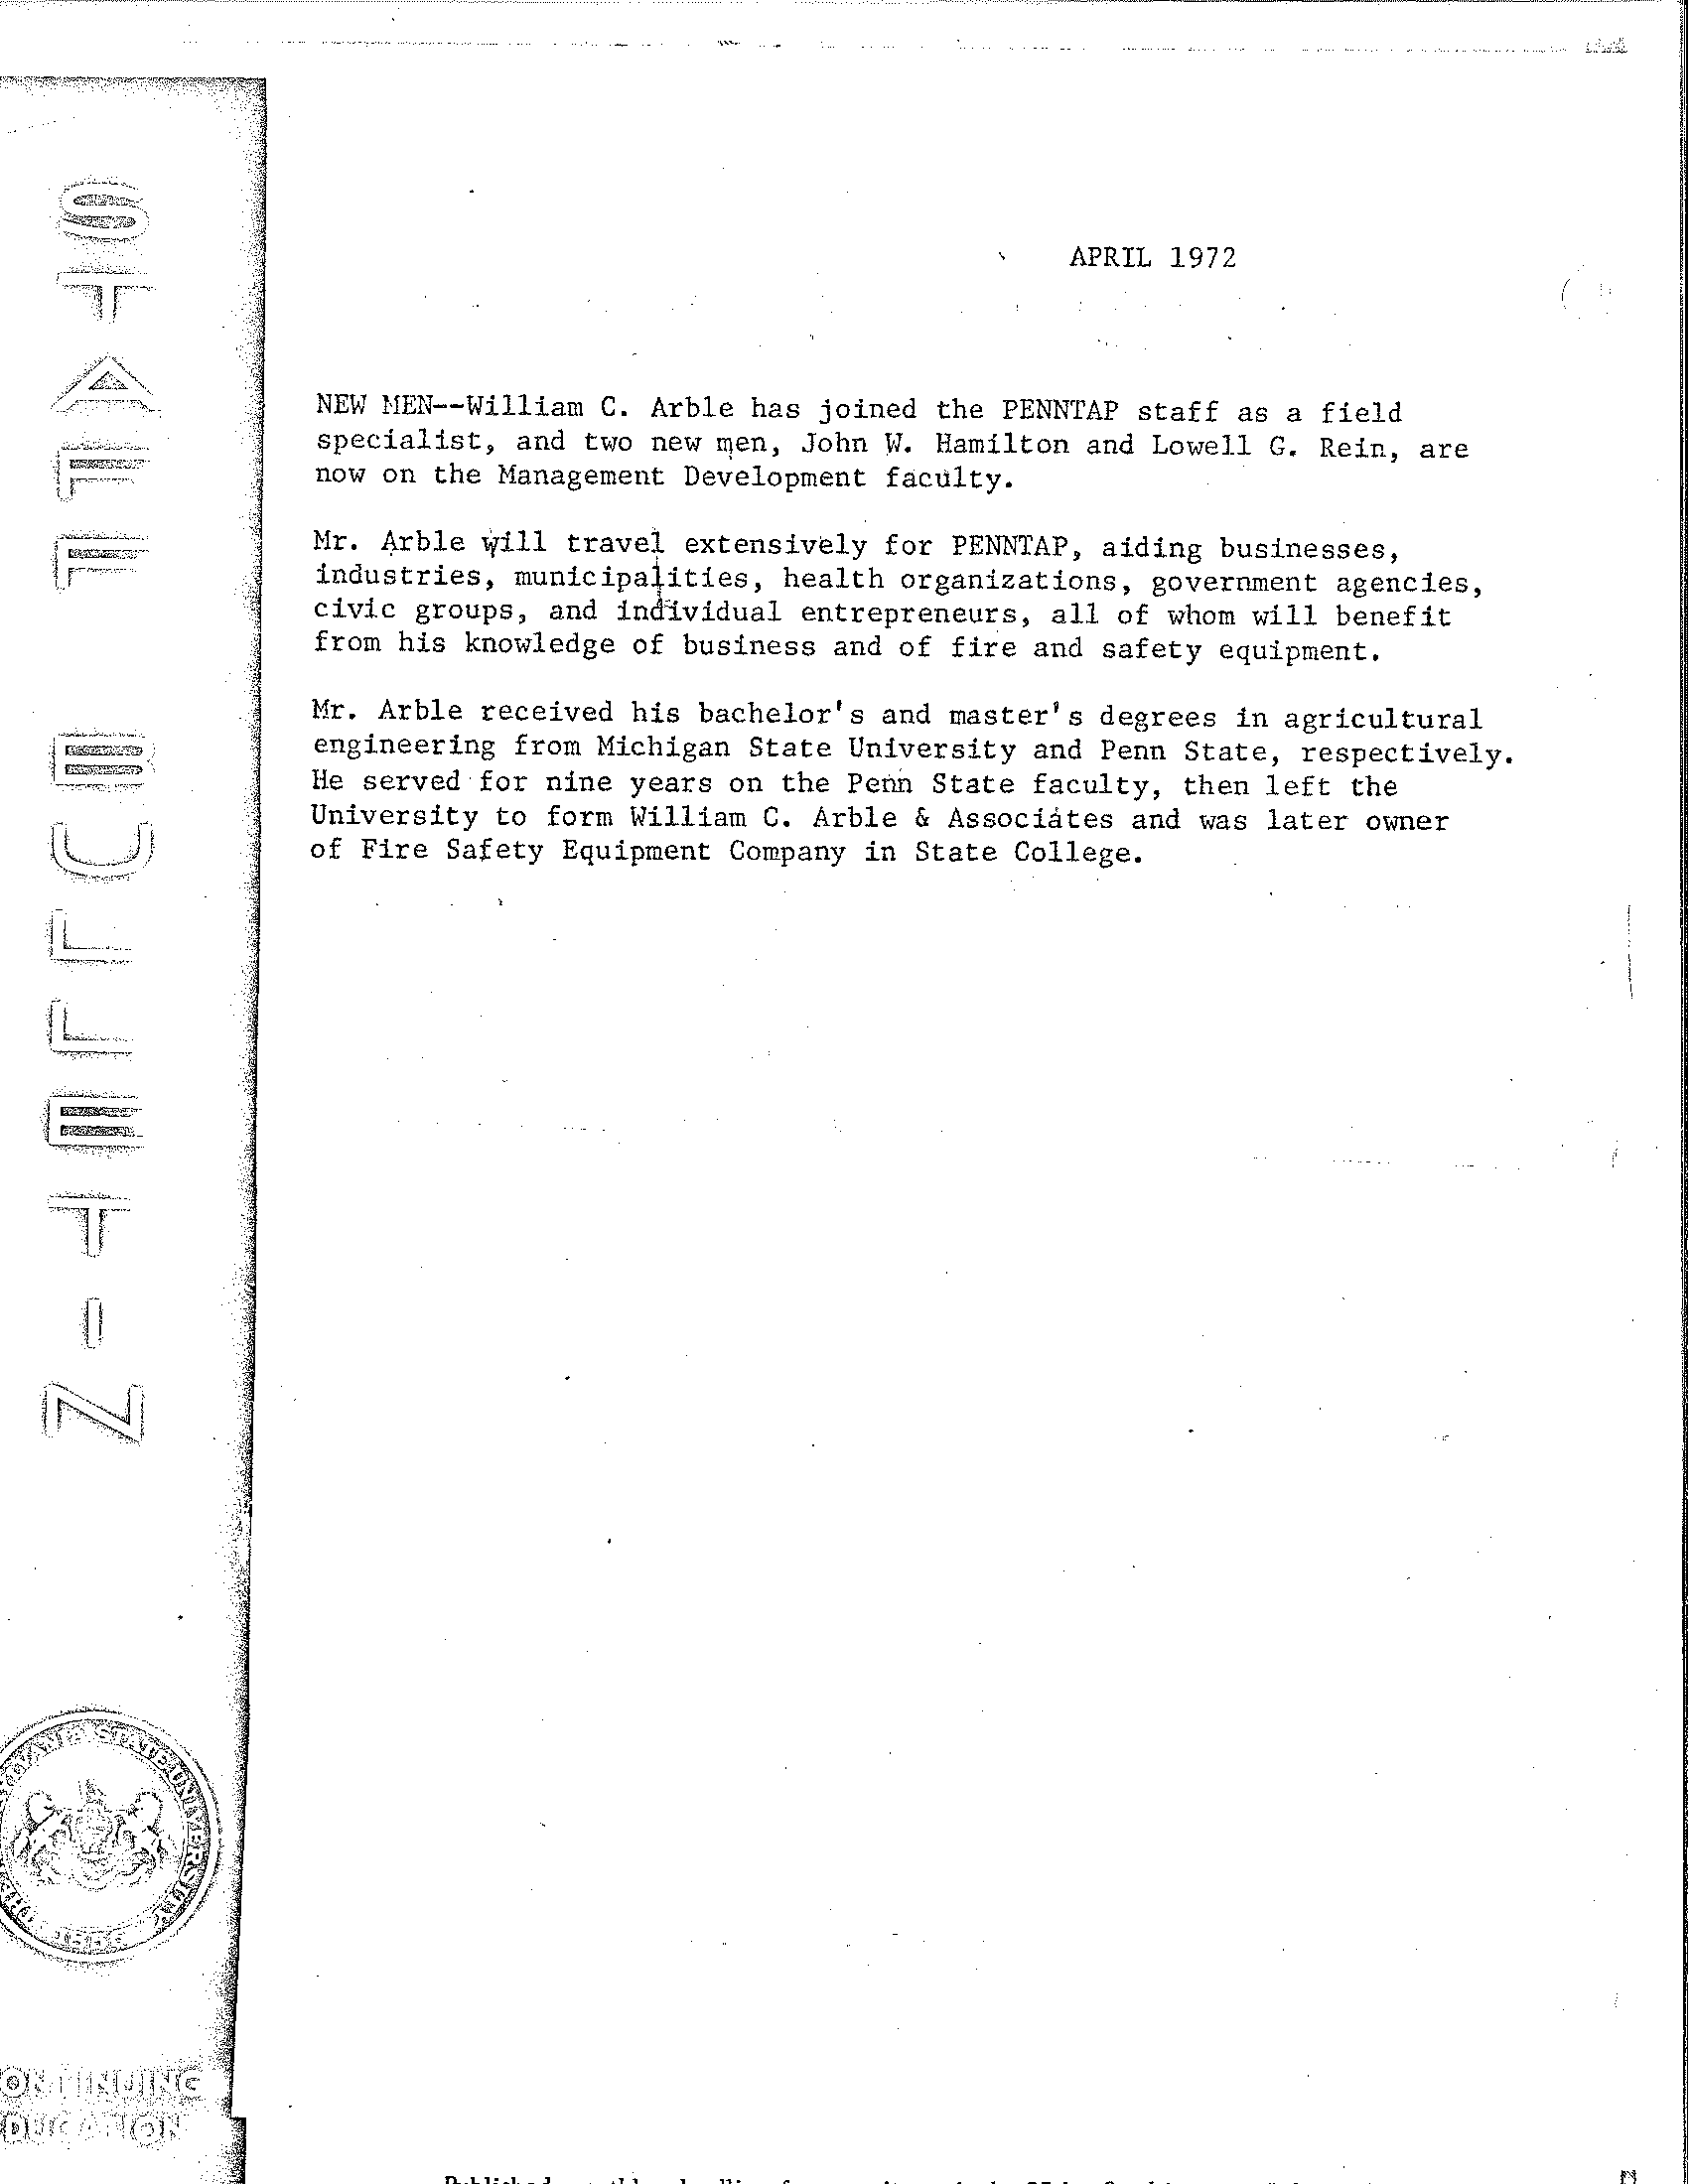 STAFF BULLETIN
APRIL 1972
NEW MEN--William C. Arble has joined the PENNTAP staff as a field
specialist, and two new men, John W. Hamilton and Lowell G. Rein, are
now on the Management Development faculty.
Mr. Arble will travel extensively for PENNTAP, aiding businesses,
industries, municipalities, health organizations, government agencies,
civic groups, and individual entrepreneurs, all of whom will benefit
from his knowledge of business and of fire and safety equipment.
Mr. Arble received his bachelor's and master's degrees in agricultural
engineering from Michigan State University and Penn State, respectively.
He served for nine years on the Penn State faculty, then left the
University to form William C. Arble & Associates and was later owner
of Fire Safety Equipment Company in State College.
STATE UNIVERSITY
ONTINUING
DUCATION